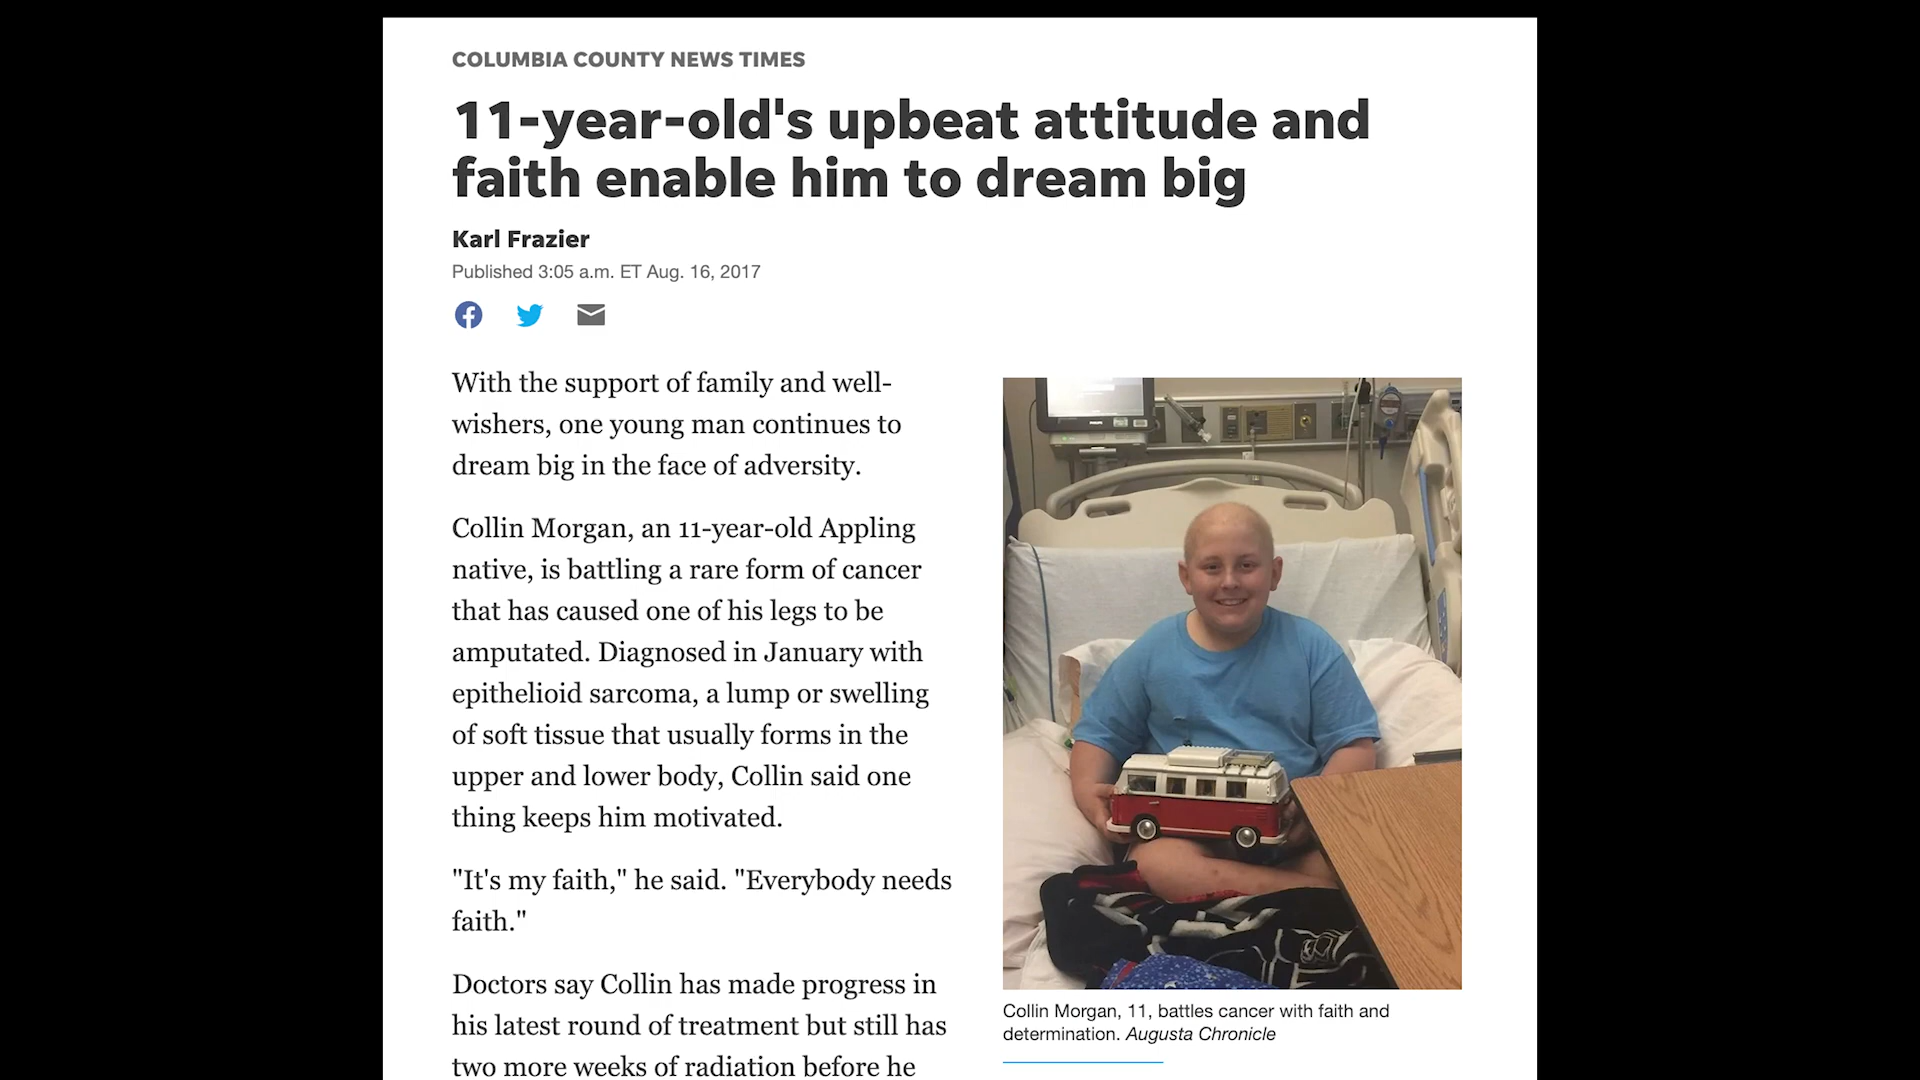 COLUMBIA COUNTY NEWS TIMES
11-year-old's upbeat attitude and
faith enable him to dream big
Karl Frazier
Published 3:05 a.m. ET Aug. 16, 2017
With the support of family and well-
wishers, one young man continues to
dream big in the face of adversity.
Collin Morgan, an 11-year-old Appling
native, is battling a rare form of cancer
that has caused one of his legs to be
amputated. Diagnosed in January with
epithelioid sarcoma, a lump or swelling
of soft tissue that usually forms in the
upper and lower body, Collin said one
thing keeps him motivated.
"It's my faith," he said. "Everybody needs
faith."
Doctors say Collin has made progress in
his latest round of treatment but still has
two more weeks of radiation before he
PHILIPS
Collin Morgan, 11, battles cancer with faith and
determination. Augusta Chronicle